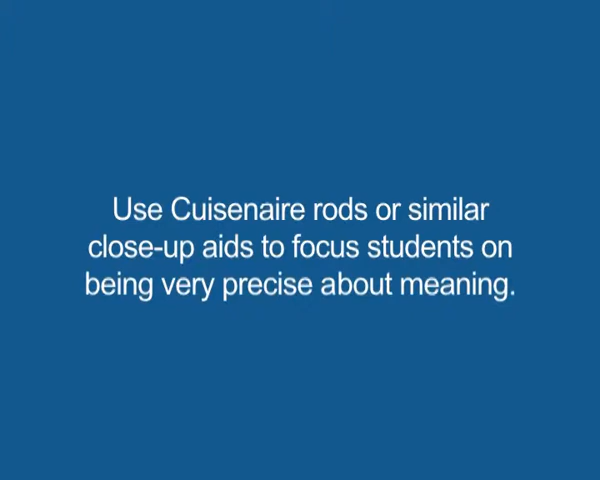 Use Cuisenaire rods or similar
close-up aids to focus students on
being very precise about meaning.